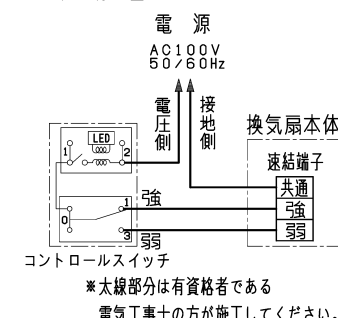 電源
AC100V
50/60Hz
電圧側
接地側
換気扇本体
速結端子
共通
強
弱
LED
1
2
0
1
3
強
弱
コントロールスイッチ
※太線部分は有資格者である
電気工事士の方が施工してください。